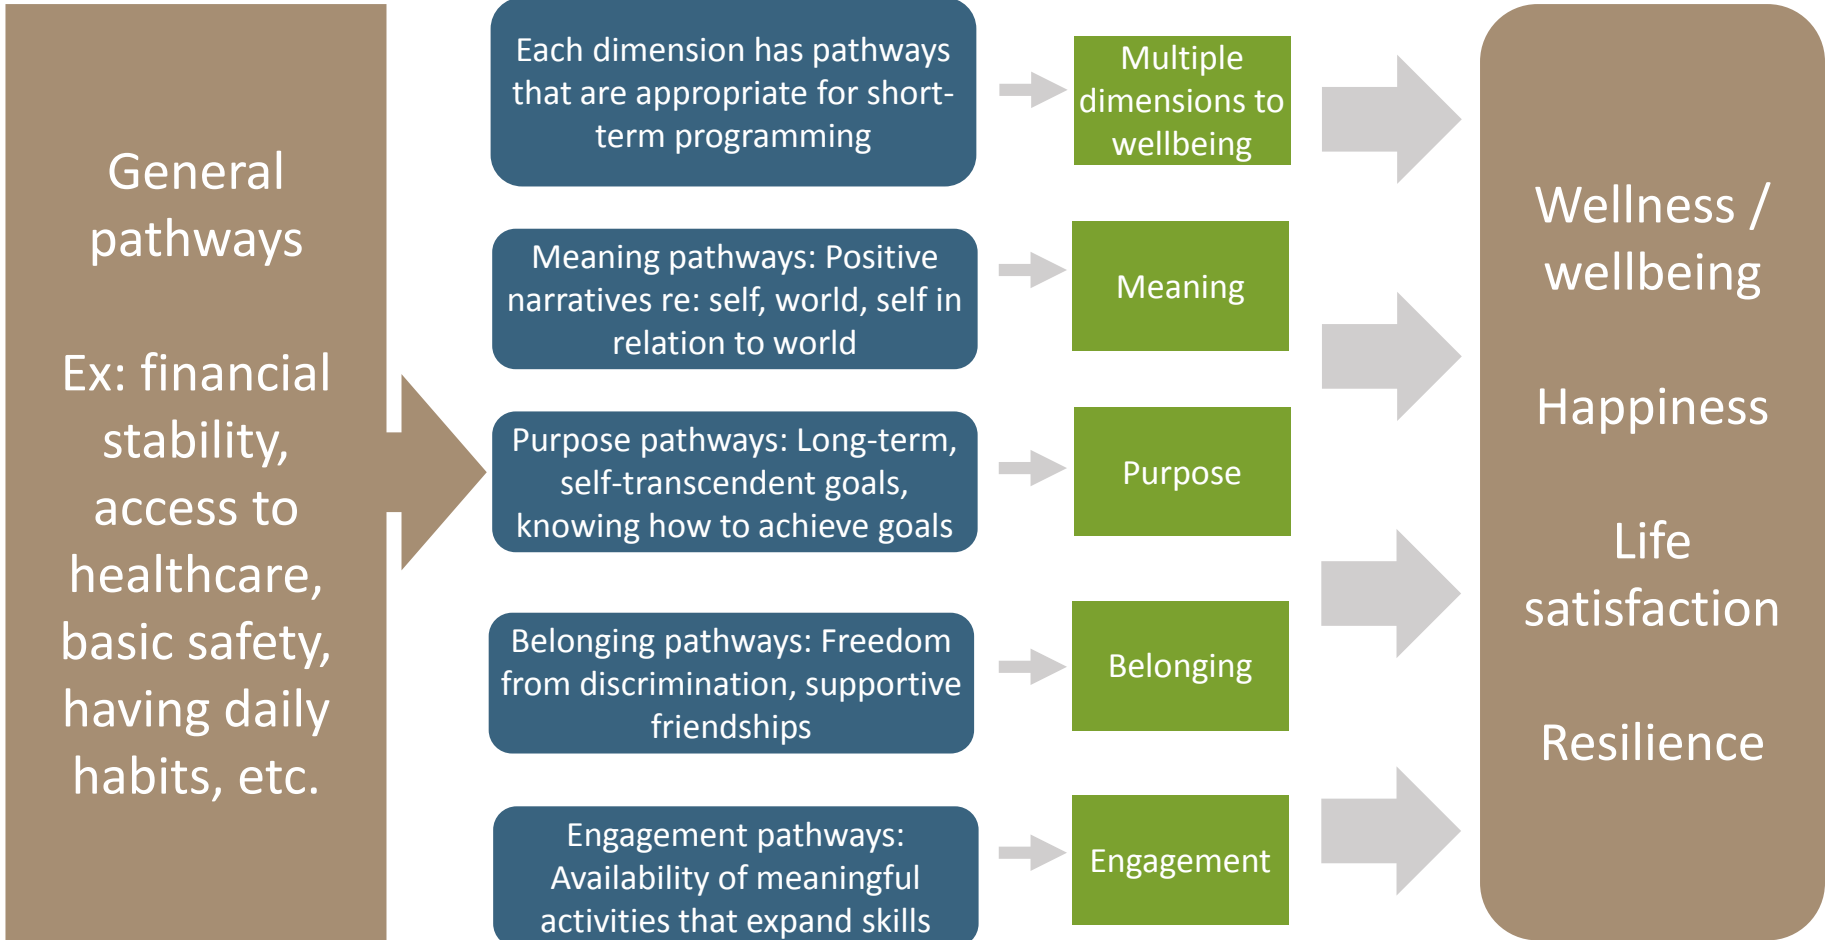 General
pathways
Ex: financial
stability,
access to
healthcare,
basic safety,
having daily
habits, etc.
Each dimension has pathways
that are appropriate for short-
term programming
Multiple
dimensions to
wellbeing
Meaning pathways: Positive
narratives re: self, world, self in
relation to world
Meaning
Purpose pathways: Long-term,
self-transcendent goals,
knowing how to achieve goals
Purpose
Belonging pathways: Freedom
from discrimination, supportive
friendships
Belonging
Engagement pathways:
Availability of meaningful
activities that expand skills
Engagement
Wellness /
wellbeing
Happiness
Life
satisfaction
Resilience